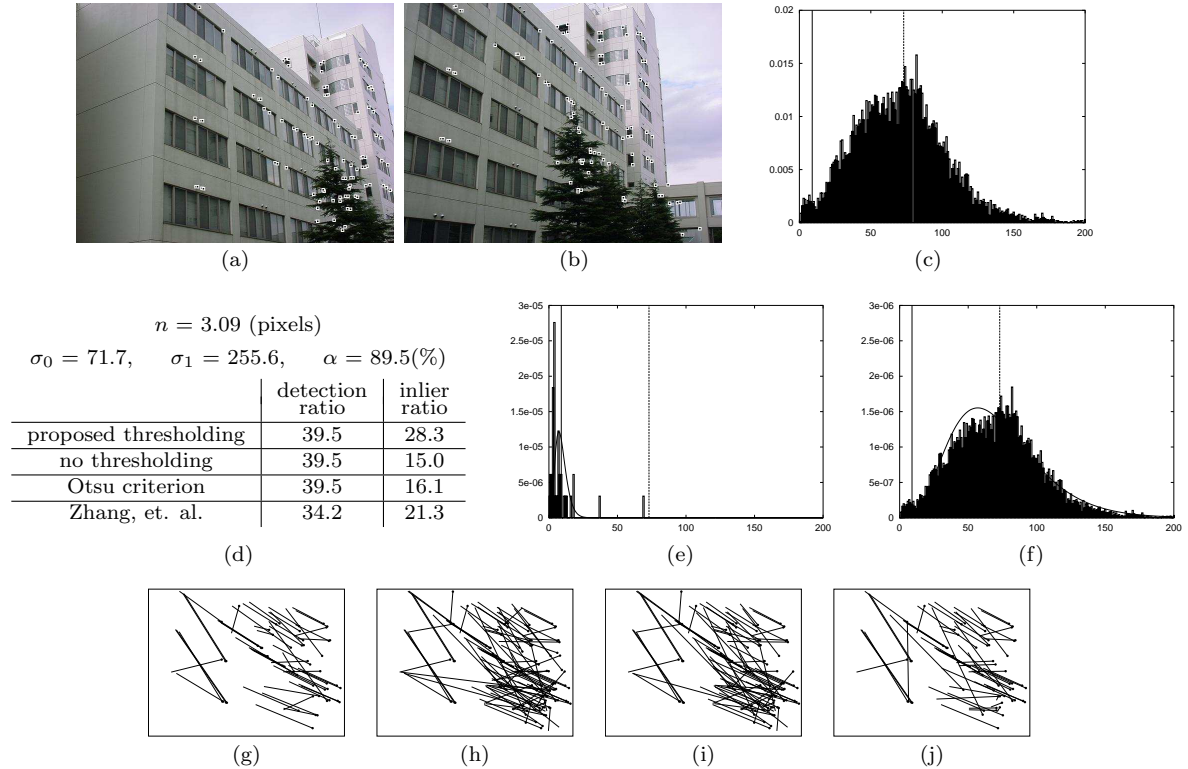 0.02
0.015
0.01
0.005
0
0 50 100 150 200
(a)
(b)
(c)
n = 3.09 (pixels)
σ0 = 71.7, σ1 = 255.6, α = 89.5(%)
detection ratio inlier ratio
proposed thresholding 39.5 28.3
no thresholding 39.5 15.0
Otsu criterion 39.5 16.1
Zhang, et. al. 34.2 21.3
(d)
3e-05
2.5e-05
2e-05
1.5e-05
1e-05
5e-06
0
0 50 100 150 200
(e)
3e-06
2.5e-06
2e-06
1.5e-06
1e-06
5e-07
0
0 50 100 150 200
(f)
(g)
(h)
(i)
(j)